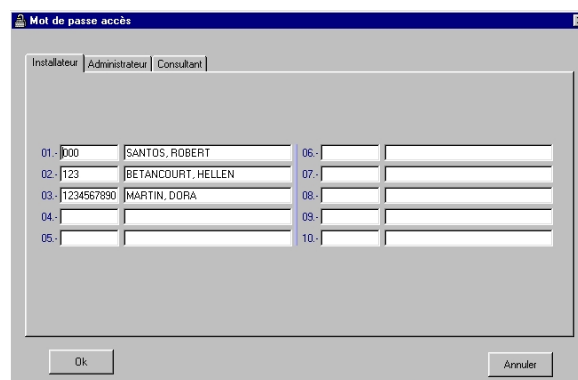 Mot de passe accès
Installateur Administrateur Consultant
01.- 000 SANTOS, ROBERT 06.-
02.- 123 BETANCOURT, HELLEN 07.-
03.- 1234567890 MARTIN, DORA 08.-
04.- 09.-
05.- 10.-
Ok Annuler